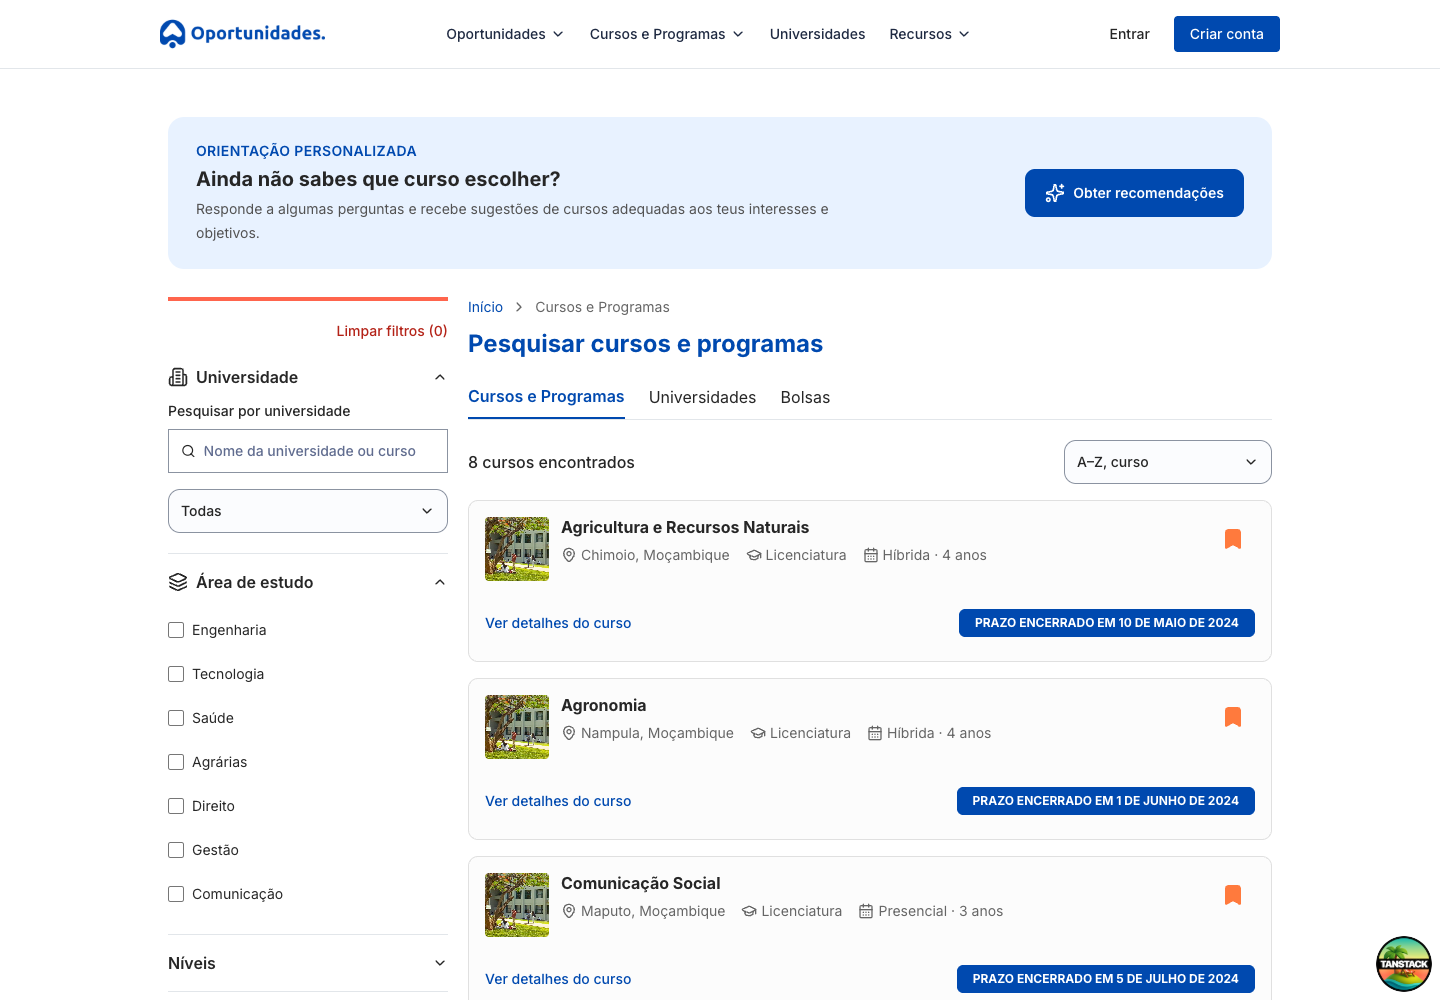 Oportunidades.
Oportunidades
Cursos e Programas
Universidades
Recursos
Entrar
Criar conta
ORIENTAÇÃO PERSONALIZADA
Ainda não sabes que curso escolher?
Responde a algumas perguntas e recebe sugestões de cursos adequadas aos teus interesses e
objetivos.
Obter recomendações
Limpar filtros (0)
Universidade
Pesquisar por universidade
Nome da universidade ou curso
Todas
Área de estudo
Engenharia
Tecnologia
Saúde
Agrárias
Direito
Gestão
Comunicação
Níveis
Início
Cursos e Programas
Pesquisar cursos e programas
Cursos e Programas
Universidades
Bolsas
8 cursos encontrados
A–Z, curso
Agricultura e Recursos Naturais
Chimoio, Moçambique
Licenciatura
Híbrida · 4 anos
Ver detalhes do curso
PRAZO ENCERRADO EM 10 DE MAIO DE 2024
Agronomia
Nampula, Moçambique
Licenciatura
Híbrida · 4 anos
Ver detalhes do curso
PRAZO ENCERRADO EM 1 DE JUNHO DE 2024
Comunicação Social
Maputo, Moçambique
Licenciatura
Presencial · 3 anos
Ver detalhes do curso
PRAZO ENCERRADO EM 5 DE JULHO DE 2024
TANSTACK